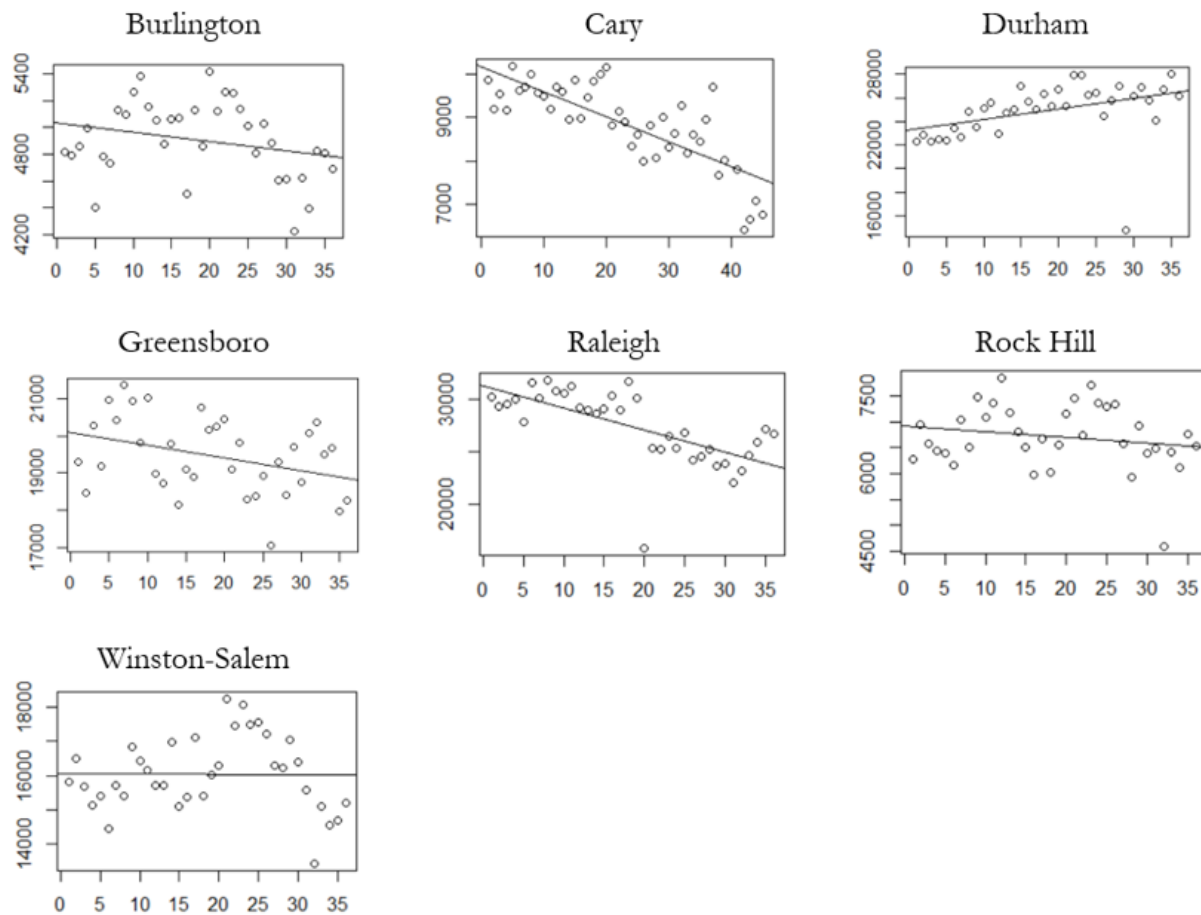 Burlington
5400
4800
4200
0 5 10 15 20 25 30 35
Cary
9000
7000
0 10 20 30 40
Durham
28000
22000
16000
0 5 10 15 20 25 30 35
Greensboro
21000
19000
17000
0 5 10 15 20 25 30 35
Raleigh
30000
20000
0 5 10 15 20 25 30 35
Rock Hill
7500
6000
4500
0 5 10 15 20 25 30 35
Winston-Salem
18000
16000
14000
0 5 10 15 20 25 30 35